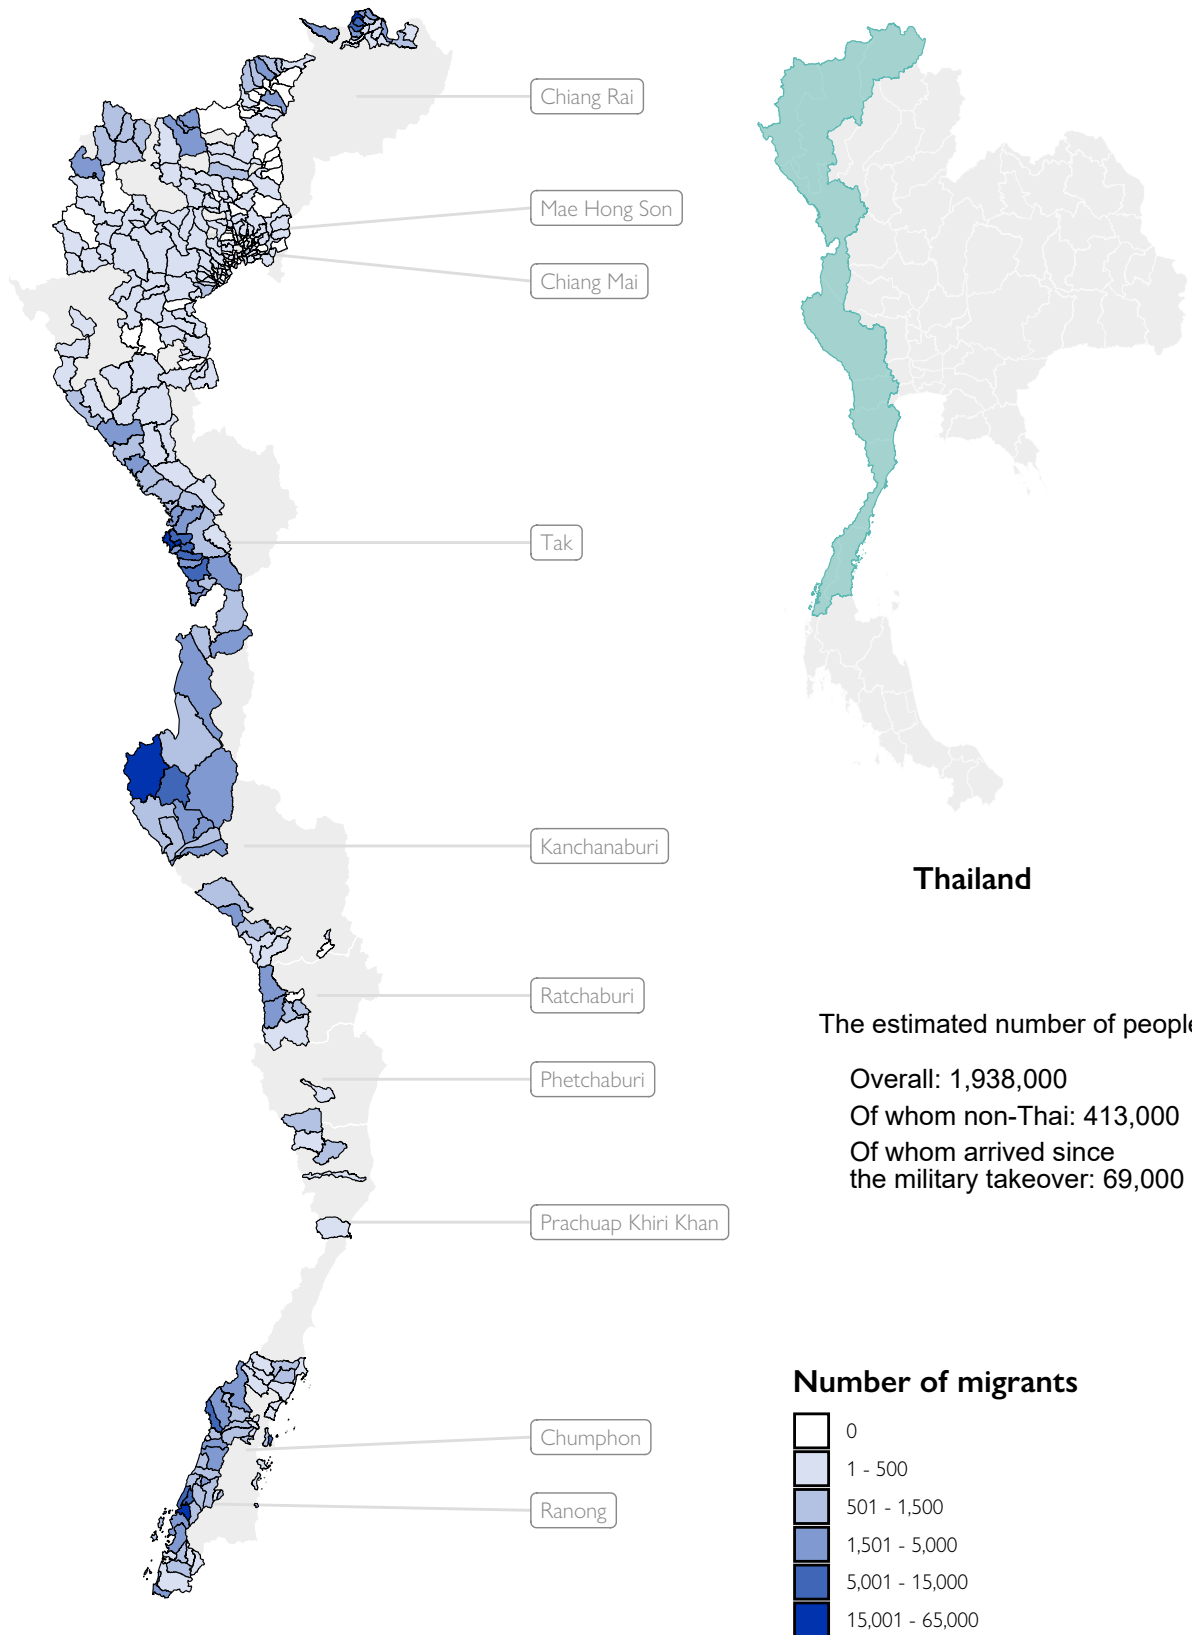 Chiang Rai
Mae Hong Son
Chiang Mai
Tak
Kanchanaburi
Thailand
Ratchaburi
The estimated number of people
Phetchaburi
Overall: 1,938,000
Of whom non-Thai: 413,000
Of whom arrived since
the military takeover: 69,000
Prachuap Khiri Khan
Number of migrants
0
Chumphon
1 - 500
Ranong
501 - 1,500
1,501 - 5,000
5,001 - 15,000
15,001 - 65,000